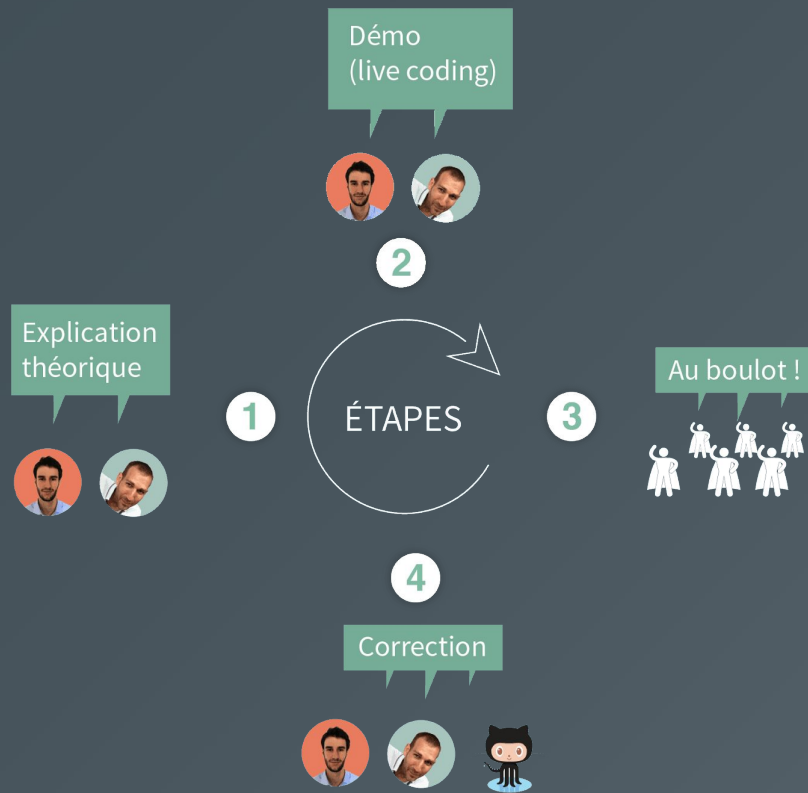 Démo
(live coding)
2
Explication
théorique
1
ÉTAPES
3
Au boulot !
4
Correction